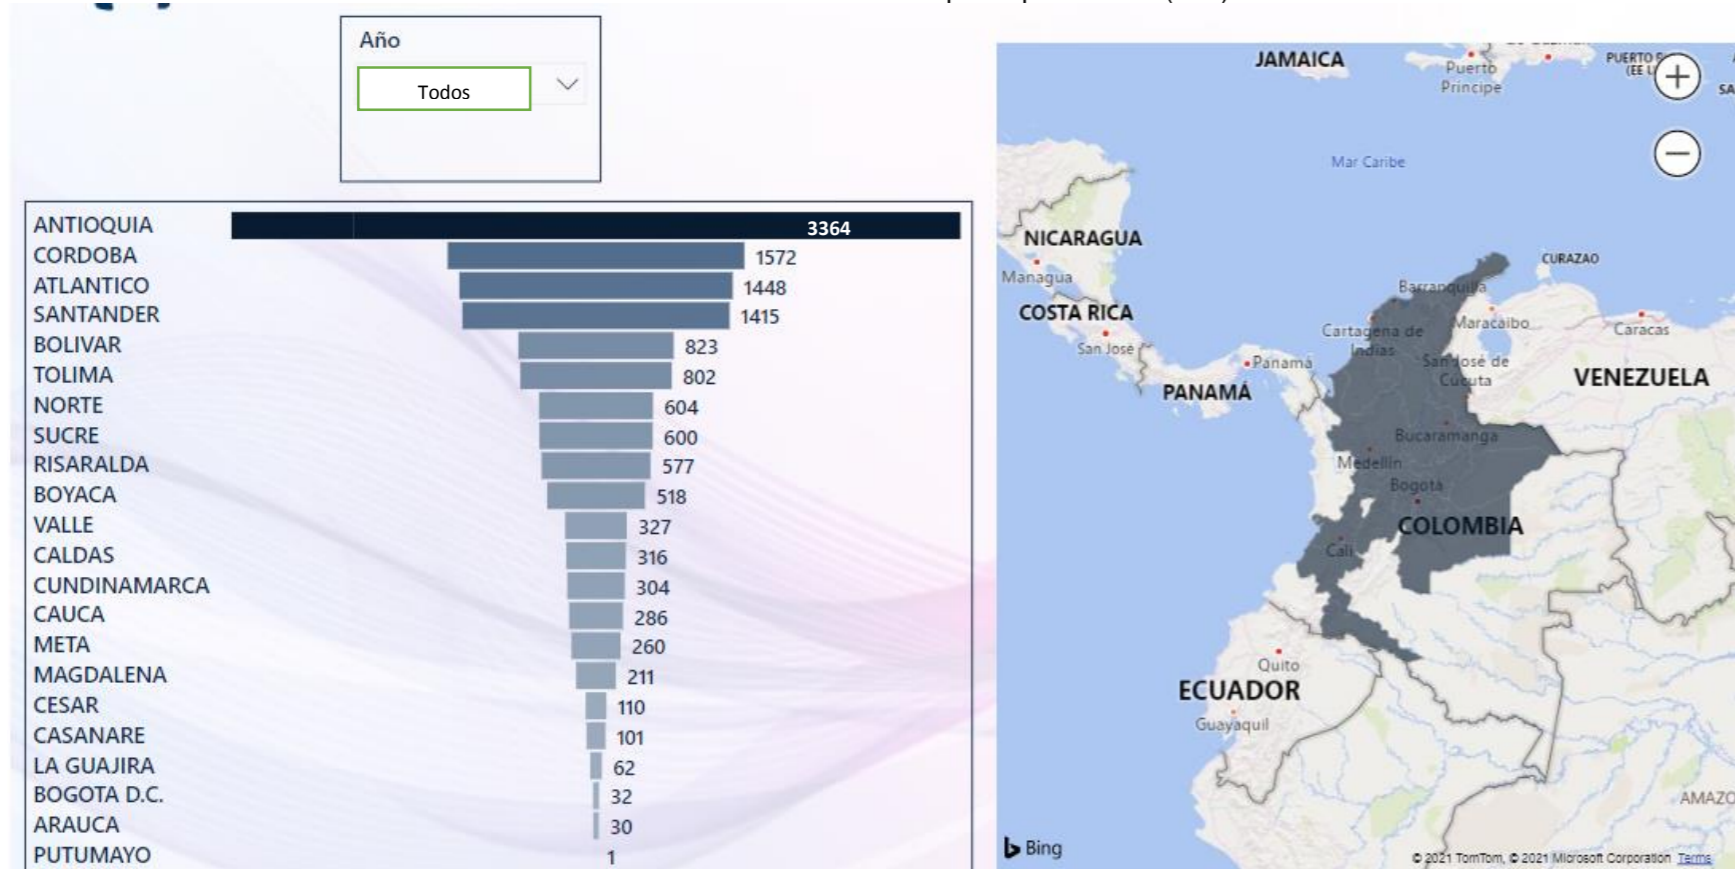 Año
Todos
ANTIOQUIA 3364
CORDOBA 1572
ATLANTICO 1448
SANTANDER 1415
BOLIVAR 823
TOLIMA 802
NORTE 604
SUCRE 600
RISARALDA 577
BOYACA 518
VALLE 327
CALDAS 316
CUNDINAMARCA 304
CAUCA 286
META 260
MAGDALENA 211
CESAR 110
CASANARE 101
LA GUAJIRA 62
BOGOTA D.C. 32
ARAUCA 30
PUTUMAYO 1
JAMAICA
Puerto
Príncipe
PUERTO
(EE
Mar Caribe
NICARAGUA
Managua
CURAZAO
Barranquilla
COSTA RICA
San José
Cartagena de
Indias
Maracaibo
Caracas
Panamá
San José de
Cúcuta
PANAMÁ
VENEZUELA
Bucaramanga
Medellín
Bogotá
COLOMBIA
Cali
Quito
ECUADOR
Guayaquil
AMAZO
Bing
© 2021 TomTom, © 2021 Microsoft Corporation Terms